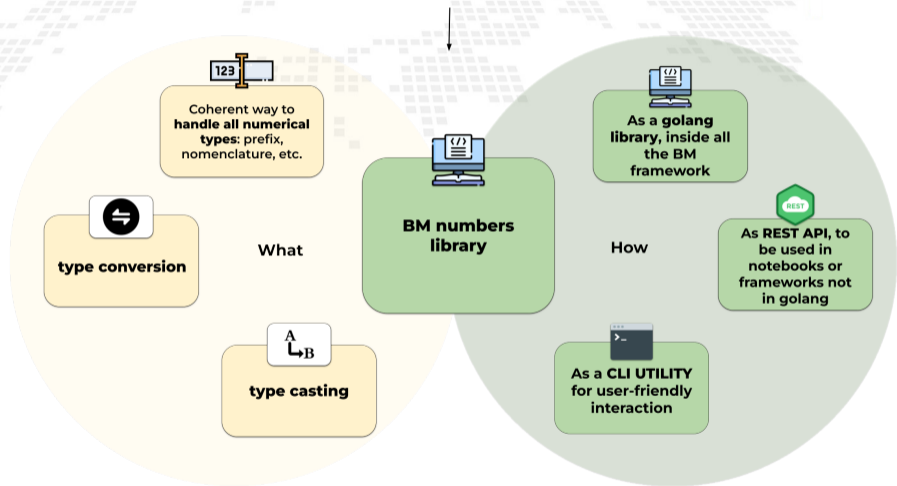 123
Coherent way to
handle all numerical
types: prefix,
nomenclature, etc.
type conversion
What
A
B
type casting
</>
BM numbers
library
</>
As a golang
library, inside all
the BM
framework
How
REST
As REST API, to
be used in
notebooks or
frameworks not
in golang
>_
As a CLI UTILITY
for user-friendly
interaction